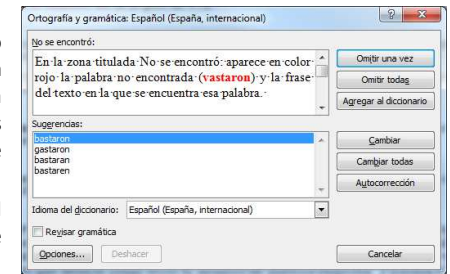 Ortografía y gramática: Español (España, internacional)
No se encontró:
En·la·zona·titulada·No·se·encontró:·aparece·en·color·
rojo·la·palabra·no·encontrada·(vastaron)·y·la·frase·
del·texto·en·la·que·se·encuentra·esa·palabra.·
Omitir una vez
Omitir todas
Agregar al diccionario
Sugerencias:
bastaron
gastaron
bastaran
bastaren
Cambiar
Cambiar todas
Autocorrección
Idioma del diccionario: Español (España, internacional)
Revisar gramática
Opciones... Deshacer Cancelar